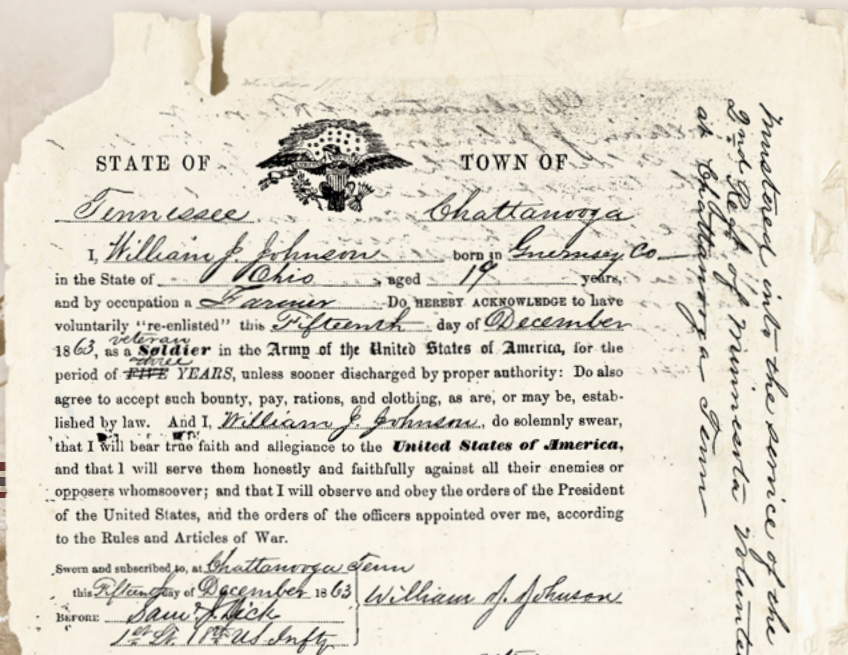 STATE OF TOWN OF
Tennessee Chattanooga
I, William J. Johnson born in Guernsey Co
in the State of Ohio, aged 19 years,
and by occupation a Farmer Do HEREBY ACKNOWLEDGE to have
voluntarily "re-enlisted" this Fifteenth day of December
veteran
1863, as a Soldier in the Army of the United States of America, for the
three
period of FIVE YEARS, unless sooner discharged by proper authority: Do also
agree to accept such bounty, pay, rations, and clothing, as are, or may be, estab-
lished by law. And I, William J. Johnson, do solemnly swear,
that I will bear true faith and allegiance to the United States of America,
and that I will serve them honestly and faithfully against all their enemies or
opposers whomsoever; and that I will observe and obey the orders of the President
of the United States, and the orders of the officers appointed over me, according
to the Rules and Articles of War.
Sworn and subscribed to, at Chattanooga Tenn
this Fifteenth day of December 1863 William J. Johnson
BEFORE Saml J Dick
1st Lt. 18th US Infty
Mustered into the service of the
2nd Regt of Minnesota Volunte
at Chattanooga Tenn